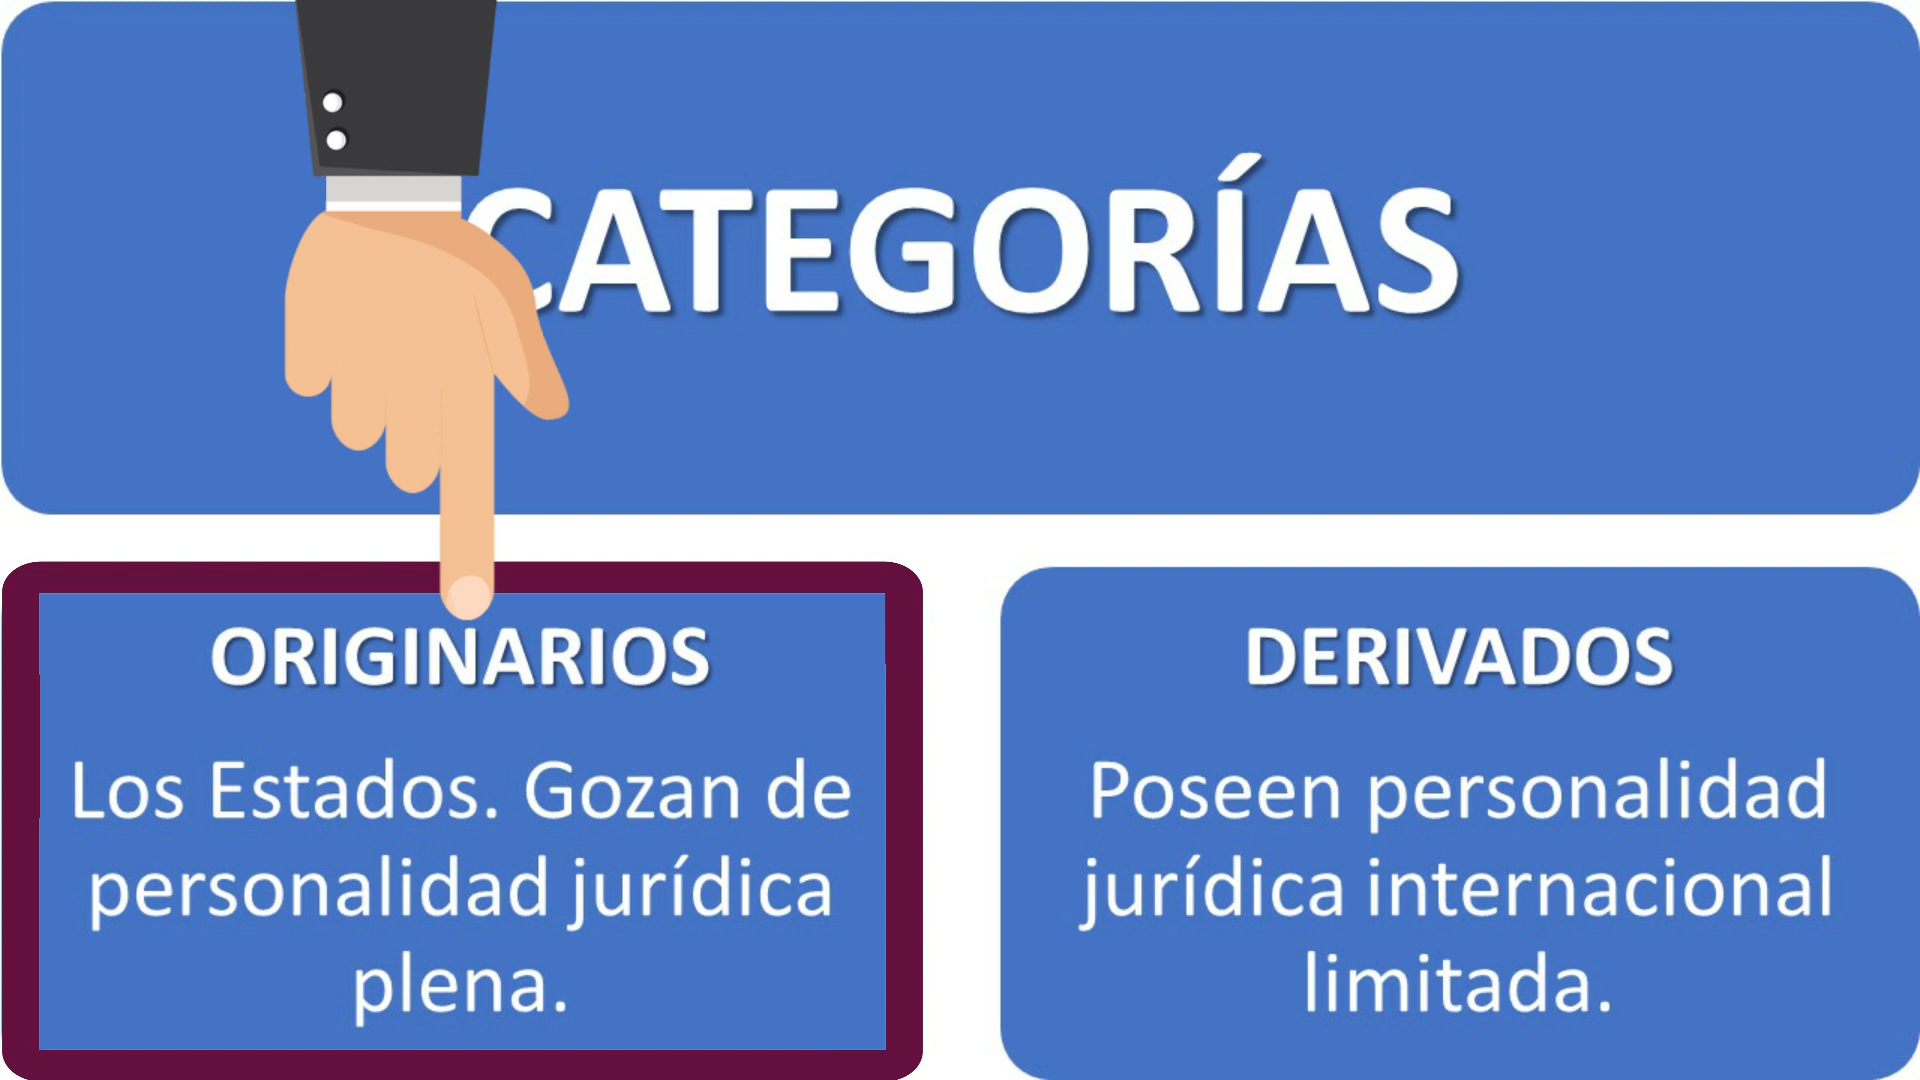 CATEGORÍAS
ORIGINARIOS
Los Estados. Gozan de
personalidad jurídica
plena.
DERIVADOS
Poseen personalidad
jurídica internacional
limitada.